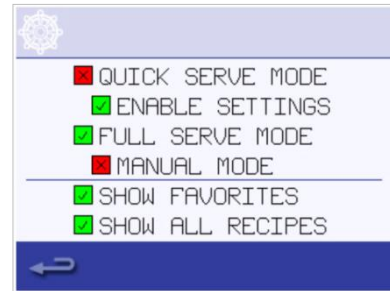 QUICK SERVE MODE
ENABLE SETTINGS
FULL SERVE MODE
MANUAL MODE
SHOW FAVORITES
SHOW ALL RECIPES